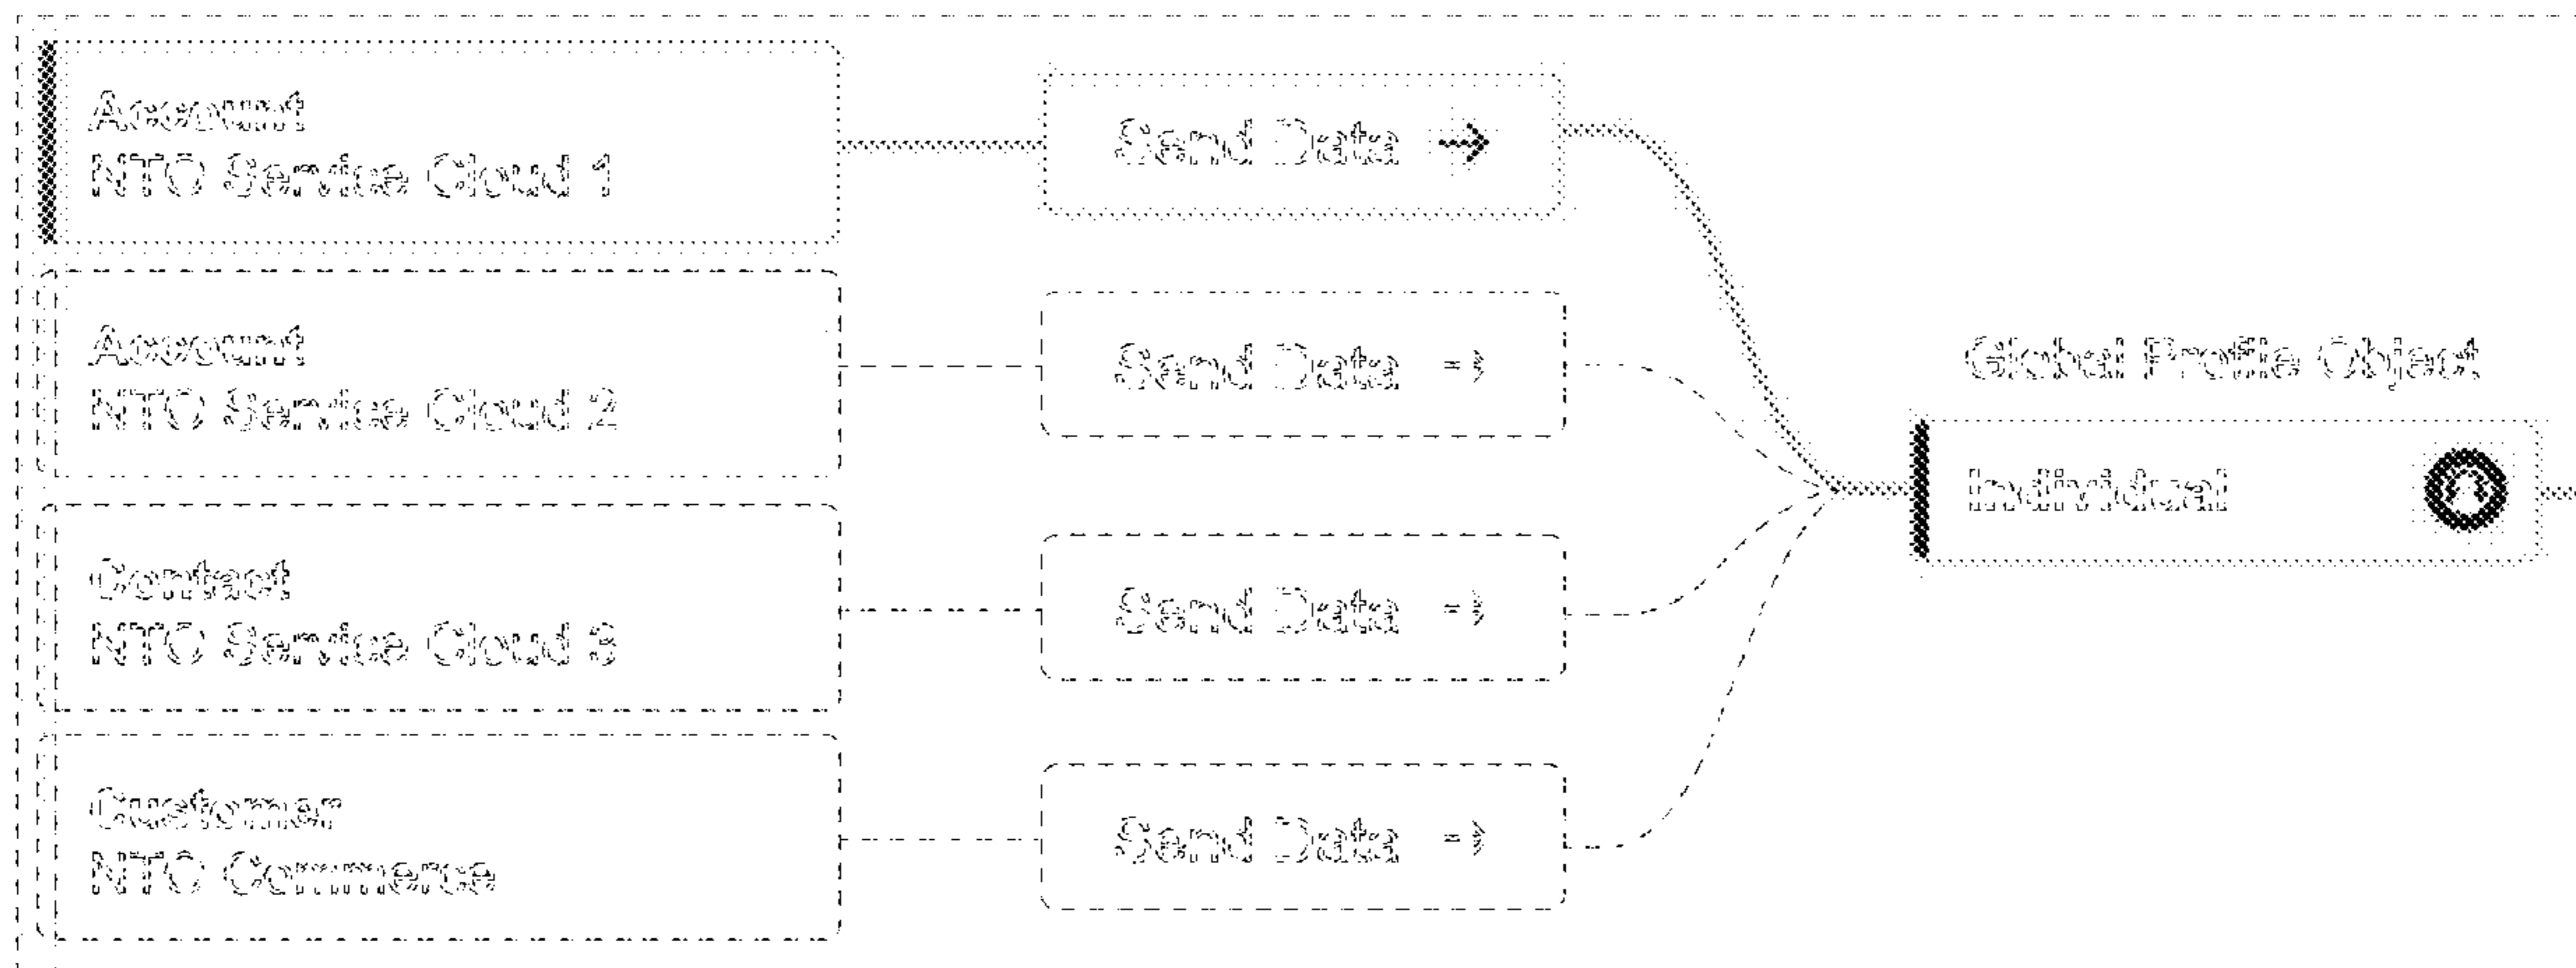 Account
NTO Service Cloud 1
Send Data →
Account
NTO Service Cloud 2
Send Data →
Global Profile Object
Individual
Contact
NTO Service Cloud 3
Send Data →
Customer
NTO Commerce
Send Data →